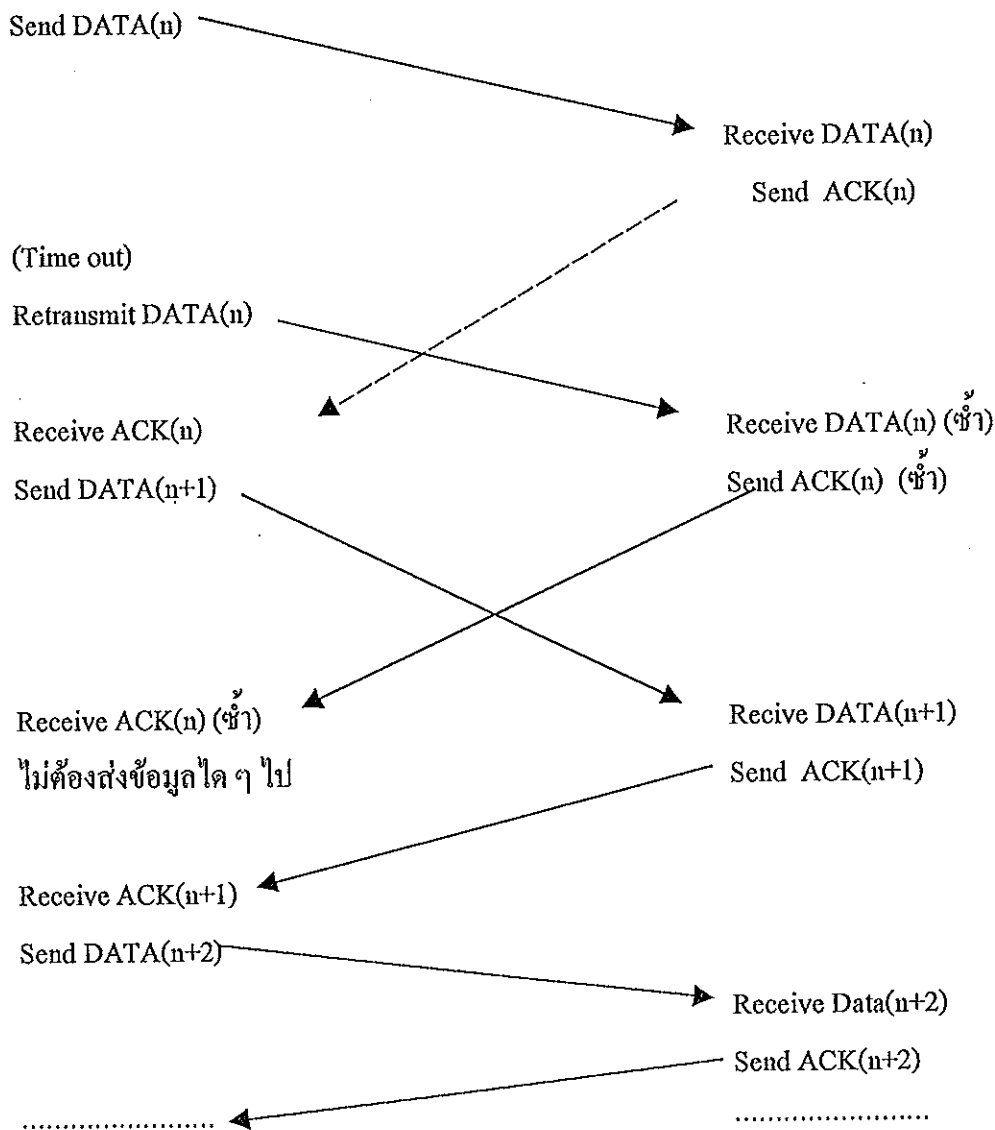 Send DATA(n)
Receive DATA(n)
Send ACK(n)
(Time out)
Retransmit DATA(n)
Receive ACK(n)
Receive DATA(n) (ซ้ำ)
Send DATA(n+1)
Send ACK(n) (ซ้ำ)
Receive ACK(n) (ซ้ำ)
Recive DATA(n+1)
ไม่ต้องส่งข้อมูลใด ๆ ไป
Send ACK(n+1)
Receive ACK(n+1)
Send DATA(n+2)
Receive Data(n+2)
Send ACK(n+2)
........................
........................